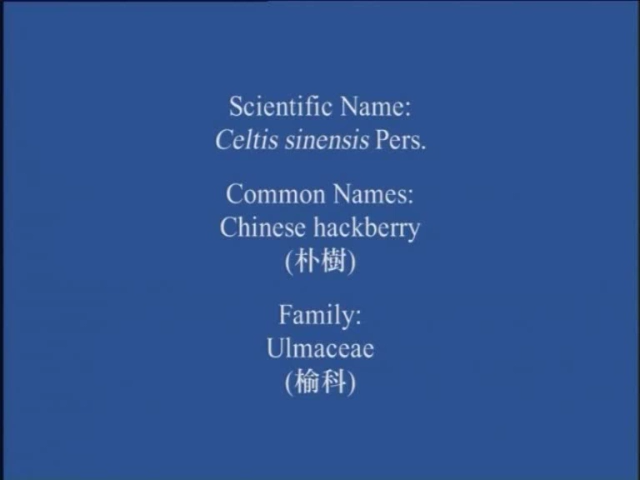 Scientific Name:
Celtis sinensis Pers.
Common Names:
Chinese hackberry
(朴樹)
Family:
Ulmaceae
(榆科)